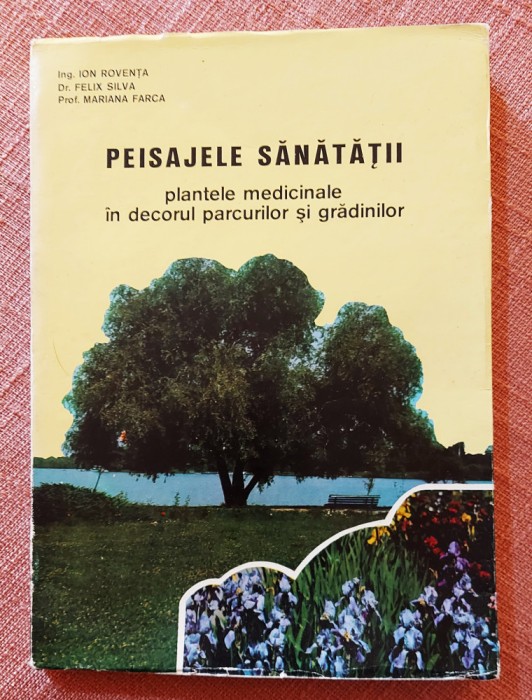 Ing. ION ROVENȚA
Dr. FELIX SILVA
Prof. MARIANA FARCA
PEISAJELE SĂNĂTĂȚII
plantele medicinale
în decorul parcurilor și grădinilor